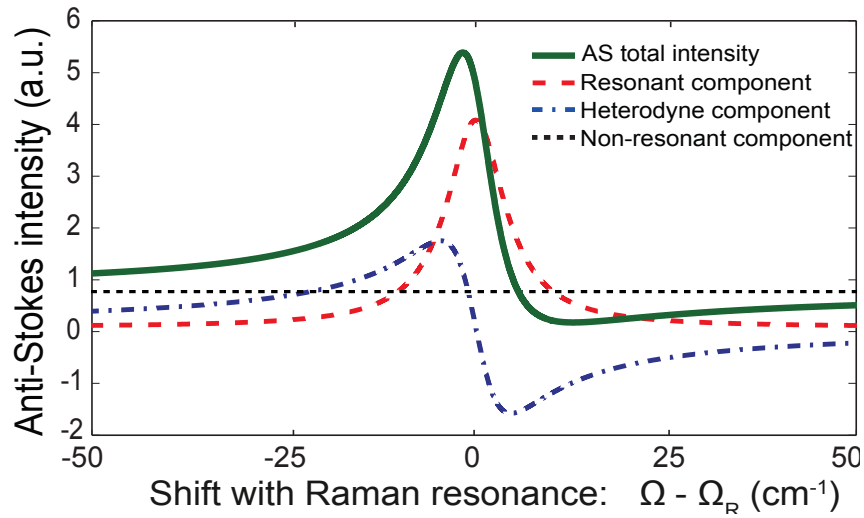 6
5
4
3
2
1
0
-1
-2
Anti-Stokes intensity (a.u.)
AS total intensity
Resonant component
Heterodyne component
Non-resonant component
-50 -25 0 25 50
Shift with Raman resonance: Ω - Ω_R (cm⁻¹)